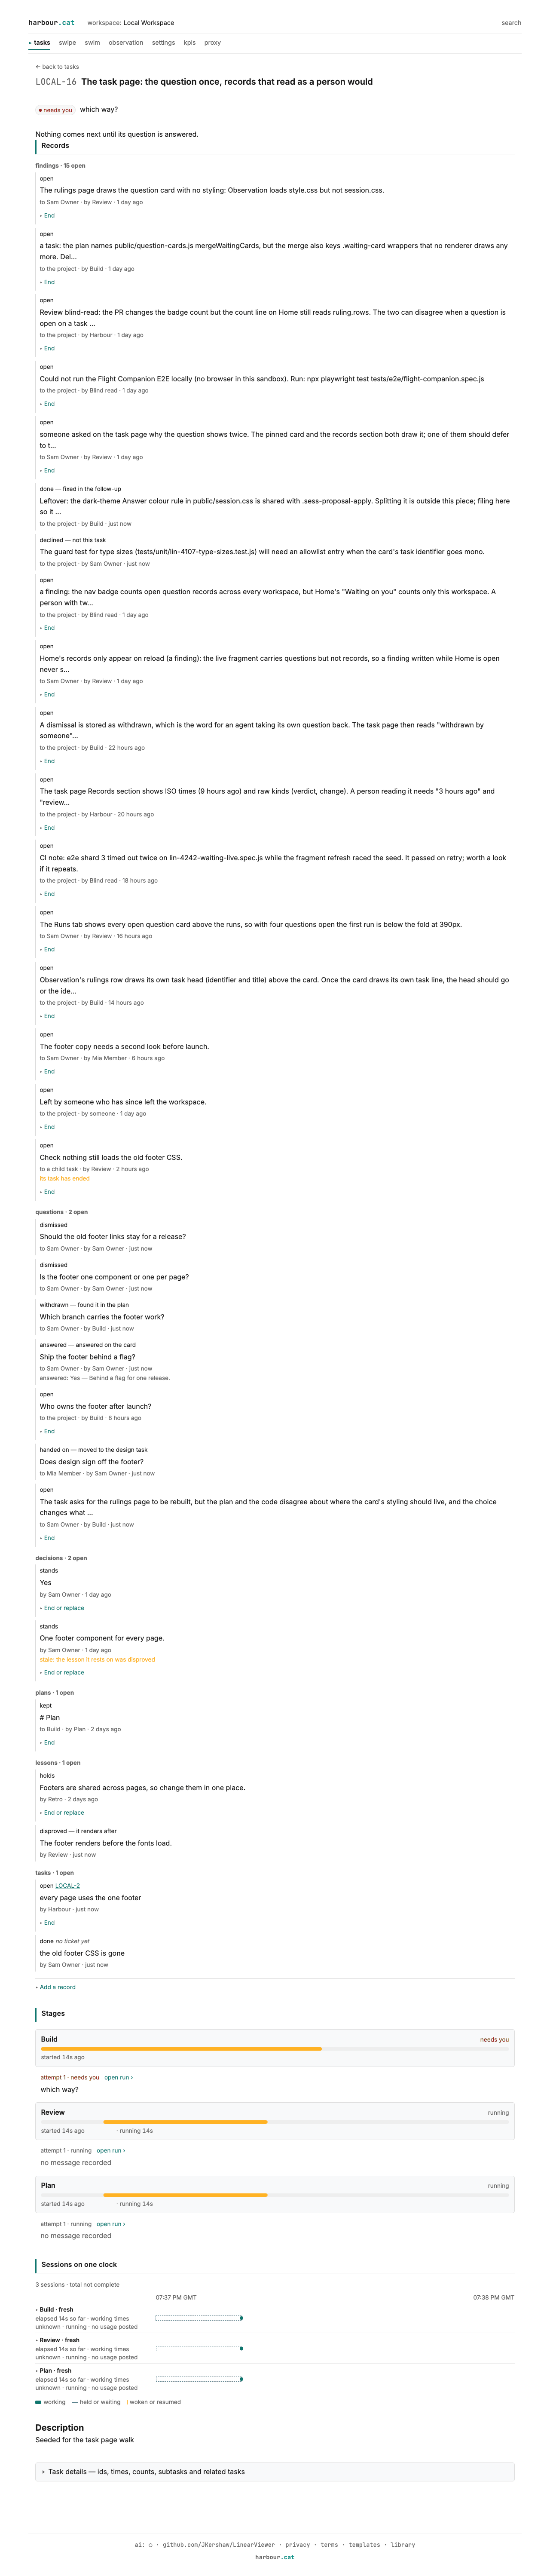 harbour.cat workspace: Local Workspace search
tasks swipe swim observation settings kpis proxy
← back to tasks
LOCAL-16 The task page: the question once, records that read as a person would
needs you which way?
Nothing comes next until its question is answered.
Records
findings · 15 open
open
The rulings page draws the question card with no styling: Observation loads style.css but not session.css.
to Sam Owner · by Review · 1 day ago
End
open
a task: the plan names public/question-cards.js mergeWaitingCards, but the merge also keys .waiting-card wrappers that no renderer draws any
more. Del...
to the project · by Build · 1 day ago
End
open
Review blind-read: the PR changes the badge count but the count line on Home still reads ruling.rows. The two can disagree when a question is
open on a task ...
to the project · by Harbour · 1 day ago
End
open
Could not run the Flight Companion E2E locally (no browser in this sandbox). Run: npx playwright test tests/e2e/flight-companion.spec.js
to the project · by Blind read · 1 day ago
End
open
someone asked on the task page why the question shows twice. The pinned card and the records section both draw it; one of them should defer
to t...
to Sam Owner · by Review · 1 day ago
End
done — fixed in the follow-up
Leftover: the dark-theme Answer colour rule in public/session.css is shared with .sess-proposal-apply. Splitting it is outside this piece; filing here
so it ...
to the project · by Build · just now
declined — not this task
The guard test for type sizes (tests/unit/lin-4107-type-sizes.test.js) will need an allowlist entry when the card's task identifier goes mono.
to the project · by Sam Owner · just now
open
a finding: the nav badge counts open question records across every workspace, but Home's "Waiting on you" counts only this workspace. A
person with tw...
to the project · by Blind read · 1 day ago
End
open
Home's records only appear on reload (a finding): the live fragment carries questions but not records, so a finding written while Home is open
never s...
to Sam Owner · by Review · 1 day ago
End
open
A dismissal is stored as withdrawn, which is the word for an agent taking its own question back. The task page then reads "withdrawn by
someone"...
to the project · by Build · 22 hours ago
End
open
The task page Records section shows ISO times (9 hours ago) and raw kinds (verdict, change). A person reading it needs "3 hours ago" and
"review...
to the project · by Harbour · 20 hours ago
End
open
CI note: e2e shard 3 timed out twice on lin-4242-waiting-live.spec.js while the fragment refresh raced the seed. It passed on retry; worth a look
if it repeats.
to the project · by Blind read · 18 hours ago
End
open
The Runs tab shows every open question card above the runs, so with four questions open the first run is below the fold at 390px.
to Sam Owner · by Review · 16 hours ago
End
open
Observation's rulings row draws its own task head (identifier and title) above the card. Once the card draws its own task line, the head should go
or the ide...
to the project · by Build · 14 hours ago
End
open
The footer copy needs a second look before launch.
to Sam Owner · by Mia Member · 6 hours ago
End
open
Left by someone who has since left the workspace.
to the project · by someone · 1 day ago
End
open
Check nothing still loads the old footer CSS.
to a child task · by Review · 2 hours ago
its task has ended
End
questions · 2 open
dismissed
Should the old footer links stay for a release?
to Sam Owner · by Sam Owner · just now
dismissed
Is the footer one component or one per page?
to Sam Owner · by Sam Owner · just now
withdrawn — found it in the plan
Which branch carries the footer work?
to Sam Owner · by Build · just now
answered — answered on the card
Ship the footer behind a flag?
to Sam Owner · by Sam Owner · just now
answered: Yes — Behind a flag for one release.
open
Who owns the footer after launch?
to the project · by Build · 8 hours ago
End
handed on — moved to the design task
Does design sign off the footer?
to Mia Member · by Sam Owner · just now
open
The task asks for the rulings page to be rebuilt, but the plan and the code disagree about where the card's styling should live, and the choice
changes what ...
to Sam Owner · by Build · just now
End
decisions · 2 open
stands
Yes
by Sam Owner · 1 day ago
End or replace
stands
One footer component for every page.
by Sam Owner · 1 day ago
stale: the lesson it rests on was disproved
End or replace
plans · 1 open
kept
# Plan
to Build · by Plan · 2 days ago
End
lessons · 1 open
holds
Footers are shared across pages, so change them in one place.
by Retro · 2 days ago
End or replace
disproved — it renders after
The footer renders before the fonts load.
by Review · just now
tasks · 1 open
open LOCAL-2
every page uses the one footer
by Harbour · just now
End
done no ticket yet
the old footer CSS is gone
by Sam Owner · just now
Add a record
Stages
Build needs you
started 14s ago
attempt 1 · needs you open run ›
which way?
Review running
started 14s ago · running 14s
attempt 1 · running open run ›
no message recorded
Plan running
started 14s ago · running 14s
attempt 1 · running open run ›
no message recorded
Sessions on one clock
3 sessions · total not complete
07:37 PM GMT 07:38 PM GMT
Build · fresh
elapsed 14s so far · working times
unknown · running · no usage posted
Review · fresh
elapsed 14s so far · working times
unknown · running · no usage posted
Plan · fresh
elapsed 14s so far · working times
unknown · running · no usage posted
working held or waiting woken or resumed
Description
Seeded for the task page walk
Task details — ids, times, counts, subtasks and related tasks
ai: ○ · github.com/JKershaw/LinearViewer · privacy · terms · templates · library
harbour.cat